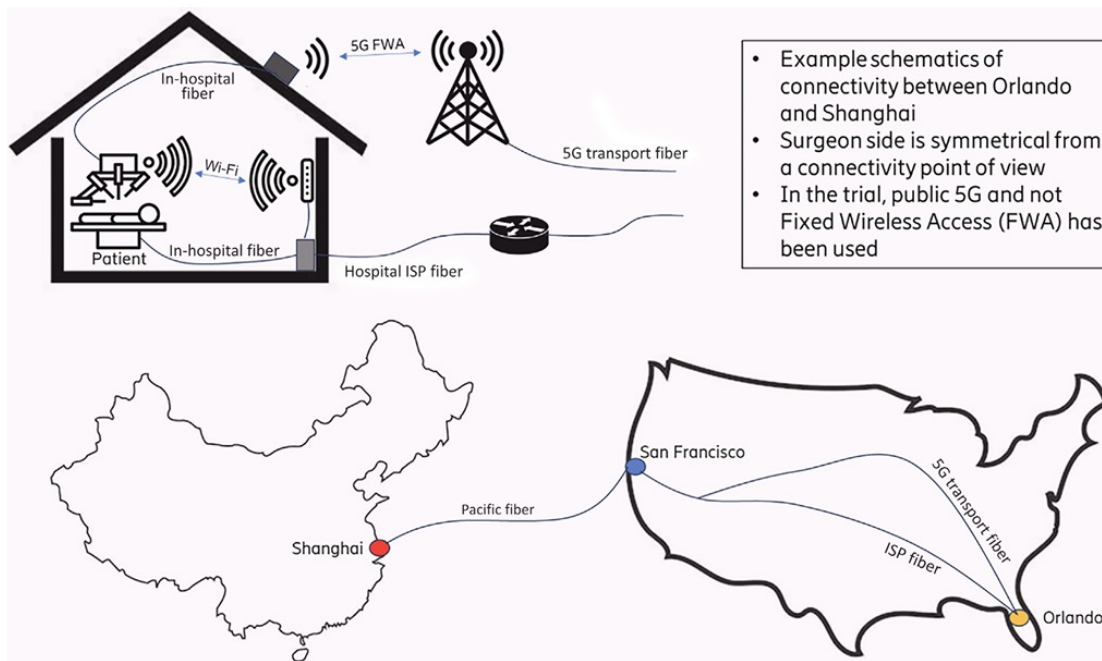 5G FWA
In-hospital
fiber
Wi-Fi
5G transport fiber
Patient
In-hospital fiber
Hospital ISP fiber
• Example schematics of
connectivity between Orlando
and Shanghai
• Surgeon side is symmetrical from
a connectivity point of view
• In the trial, public 5G and not
Fixed Wireless Access (FWA) has
been used
San Francisco
5G transport fiber
Pacific fiber
Shanghai
ISP fiber
Orlando